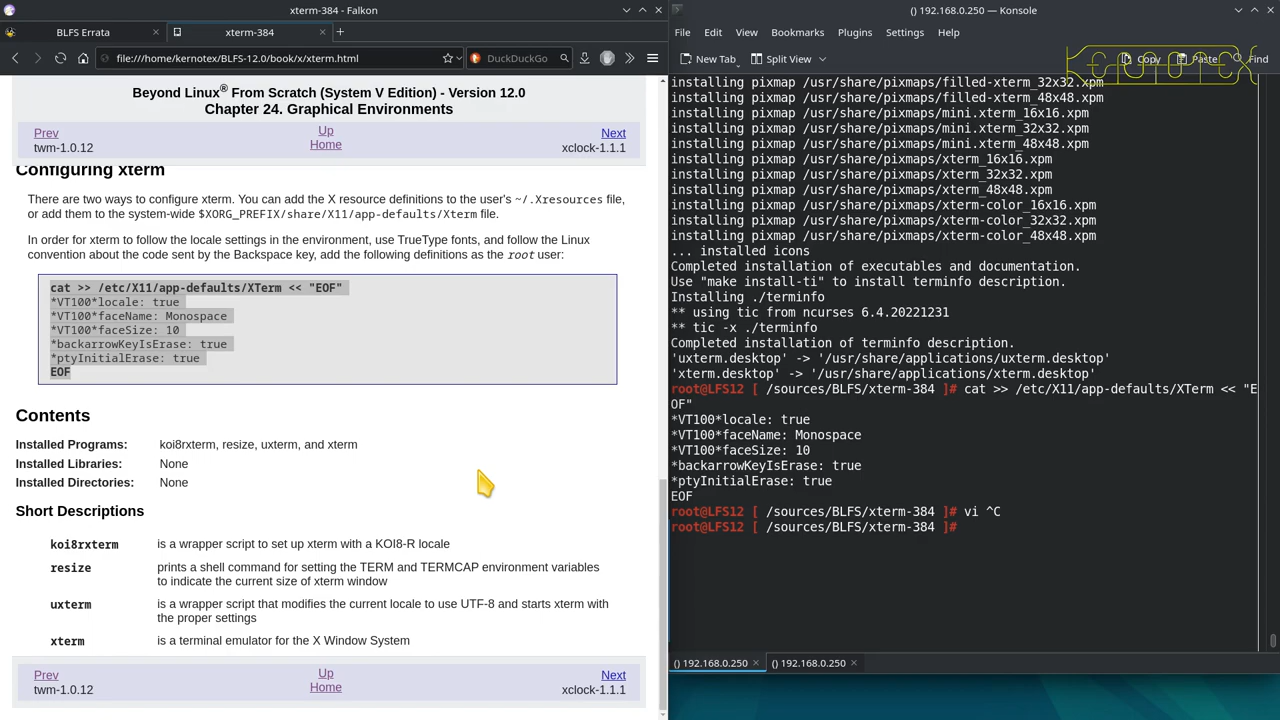 xterm-384 - Falkon
BLFS Errata
xterm-384
file:///home/kernotex/BLFS-12.0/book/x/xterm.html
DuckDuckGo
Beyond Linux® From Scratch (System V Edition) - Version 12.0
Chapter 24. Graphical Environments
Prev Up Next
twm-1.0.12 Home xclock-1.1.1
Configuring xterm
There are two ways to configure xterm. You can add the X resource definitions to the user's ~/.Xresources file,
or add them to the system-wide $XORG_PREFIX/share/X11/app-defaults/Xterm file.
In order for xterm to follow the locale settings in the environment, use TrueType fonts, and follow the Linux
convention about the code sent by the Backspace key, add the following definitions as the root user:
cat >> /etc/X11/app-defaults/XTerm << "EOF"
*VT100*locale: true
*VT100*faceName: Monospace
*VT100*faceSize: 10
*backarrowKeyIsErase: true
*ptyInitialErase: true
EOF
Contents
Installed Programs: koi8rxterm, resize, uxterm, and xterm
Installed Libraries: None
Installed Directories: None
Short Descriptions
koi8rxterm is a wrapper script to set up xterm with a KOI8-R locale
resize prints a shell command for setting the TERM and TERMCAP environment variables
to indicate the current size of xterm window
uxterm is a wrapper script that modifies the current locale to use UTF-8 and starts xterm with
the proper settings
xterm is a terminal emulator for the X Window System
Prev Up Next
twm-1.0.12 Home xclock-1.1.1
() 192.168.0.250 — Konsole
File Edit View Bookmarks Plugins Settings Help
New Tab Split View Copy Paste Find
kernotex
installing pixmap /usr/share/pixmaps/filled-xterm_32x32.xpm
installing pixmap /usr/share/pixmaps/filled-xterm_48x48.xpm
installing pixmap /usr/share/pixmaps/mini.xterm_16x16.xpm
installing pixmap /usr/share/pixmaps/mini.xterm_32x32.xpm
installing pixmap /usr/share/pixmaps/mini.xterm_48x48.xpm
installing pixmap /usr/share/pixmaps/xterm_16x16.xpm
installing pixmap /usr/share/pixmaps/xterm_32x32.xpm
installing pixmap /usr/share/pixmaps/xterm_48x48.xpm
installing pixmap /usr/share/pixmaps/xterm-color_16x16.xpm
installing pixmap /usr/share/pixmaps/xterm-color_32x32.xpm
installing pixmap /usr/share/pixmaps/xterm-color_48x48.xpm
... installed icons
Completed installation of executables and documentation.
Use "make install-ti" to install terminfo description.
Installing ./terminfo
** using tic from ncurses 6.4.20221231
** tic -x ./terminfo
Completed installation of terminfo description.
'uxterm.desktop' -> '/usr/share/applications/uxterm.desktop'
'xterm.desktop' -> '/usr/share/applications/xterm.desktop'
root@LFS12 [ /sources/BLFS/xterm-384 ]# cat >> /etc/X11/app-defaults/XTerm << "E
OF"
*VT100*locale: true
*VT100*faceName: Monospace
*VT100*faceSize: 10
*backarrowKeyIsErase: true
*ptyInitialErase: true
EOF
root@LFS12 [ /sources/BLFS/xterm-384 ]# vi ^C
root@LFS12 [ /sources/BLFS/xterm-384 ]#
() 192.168.0.250 () 192.168.0.250